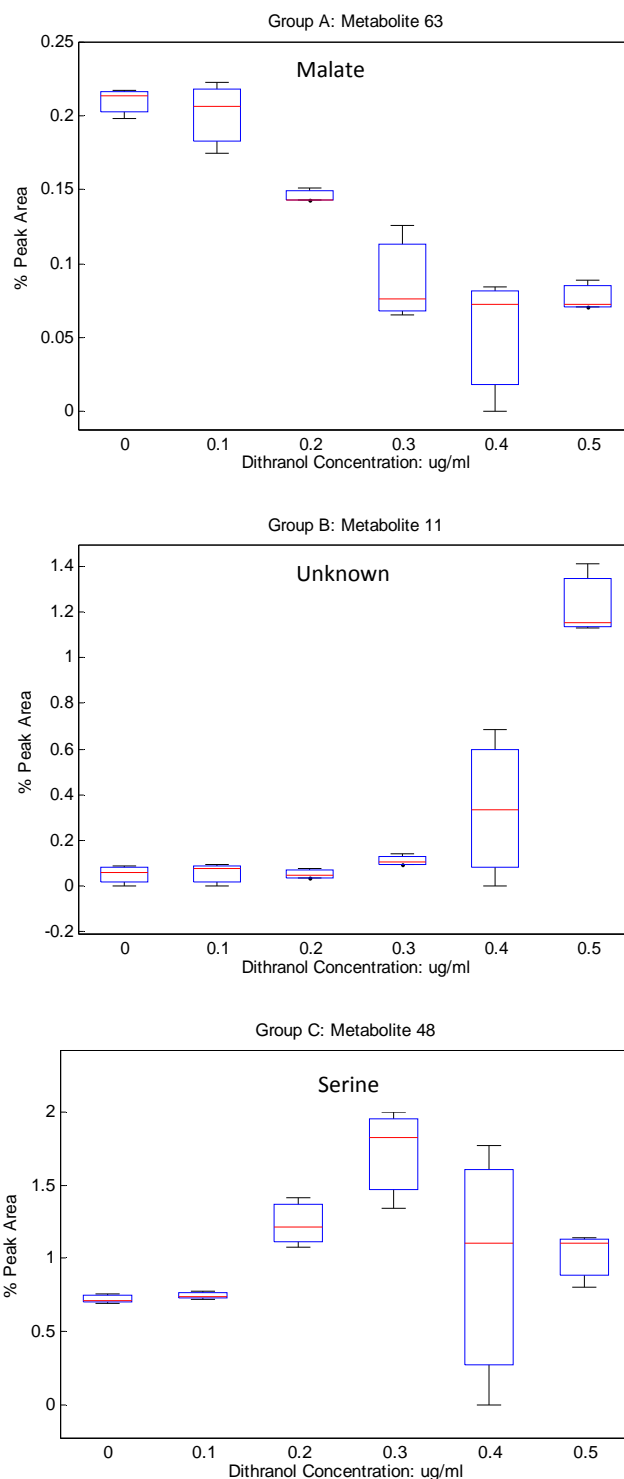 Group A: Metabolite 63
Malate
0.25
0.2
0.15
0.1
0.05
0
% Peak Area
0 0.1 0.2 0.3 0.4 0.5
Dithranol Concentration: ug/ml
Group B: Metabolite 11
Unknown
1.4
1.2
1
0.8
0.6
0.4
0.2
0
-0.2
% Peak Area
0 0.1 0.2 0.3 0.4 0.5
Dithranol Concentration: ug/ml
Group C: Metabolite 48
Serine
2
1.5
1
0.5
0
% Peak Area
0 0.1 0.2 0.3 0.4 0.5
Dithranol Concentration: ug/ml